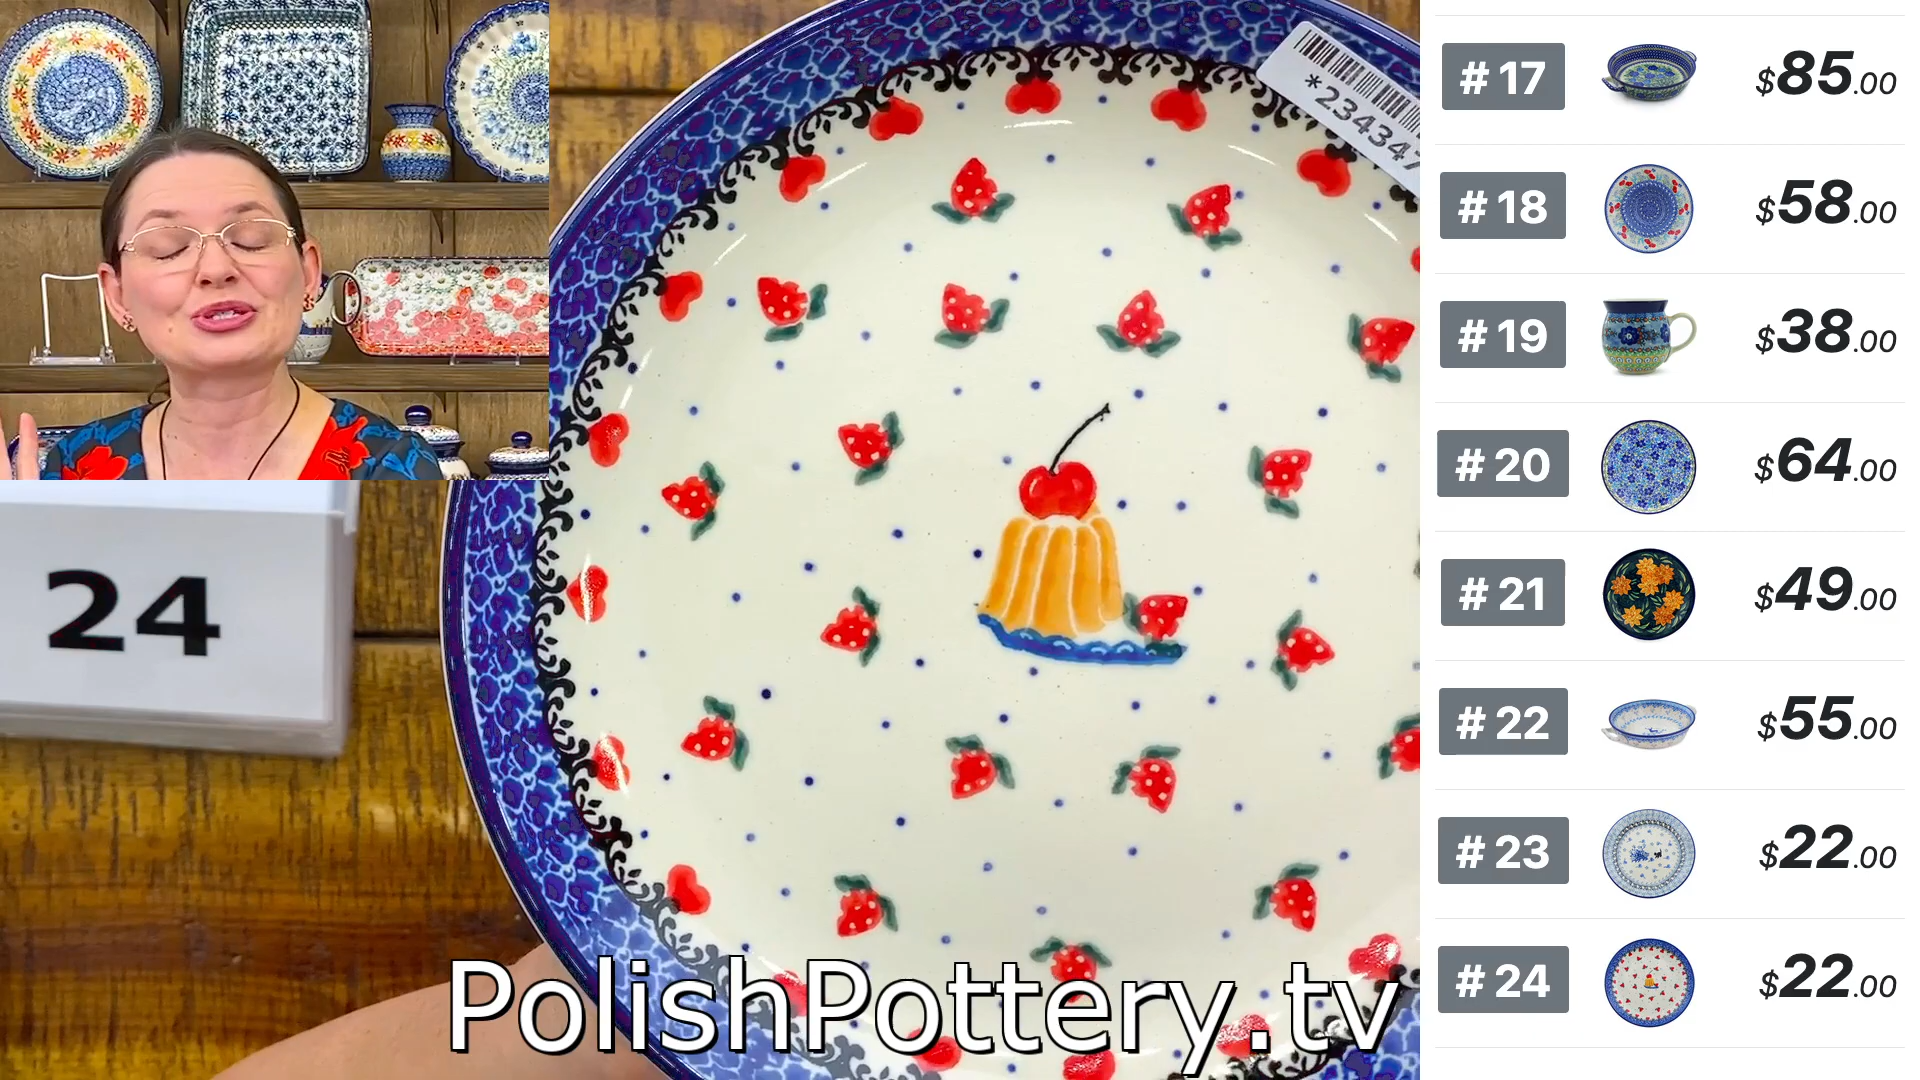 *234347
24
PolishPottery.tv
# 17 $85.00
# 18 $58.00
# 19 $38.00
# 20 $64.00
# 21 $49.00
# 22 $55.00
# 23 $22.00
# 24 $22.00